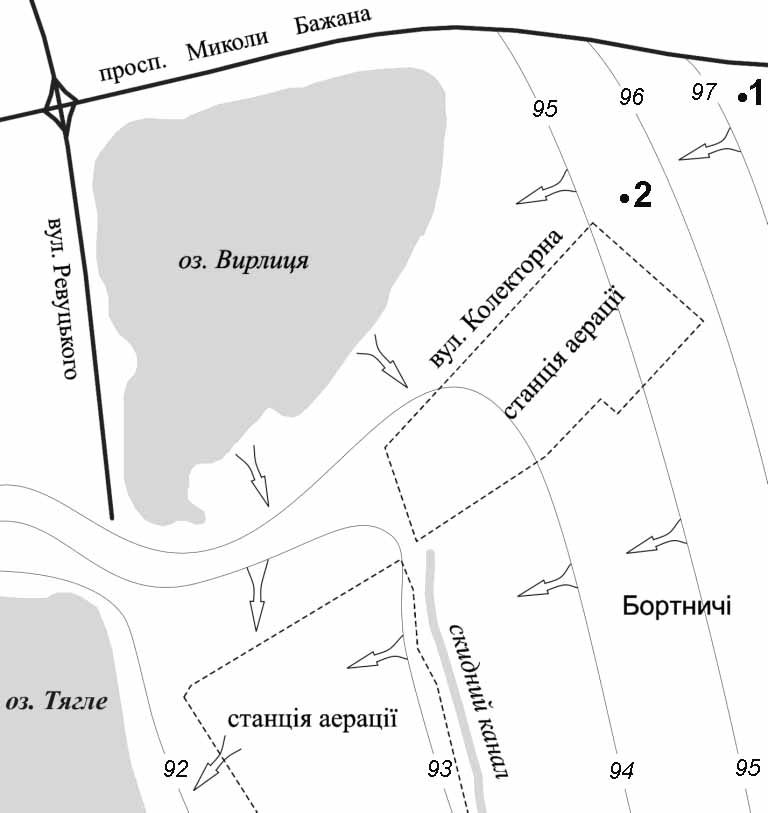 просп. Миколи Бажана
95
96
97
1
2
вул. Ревуцького
оз. Вирлиця
вул. Колекторна
станція аерації
Бортничі
скидний канал
оз. Тягле
станція аерації
92
93
94
95